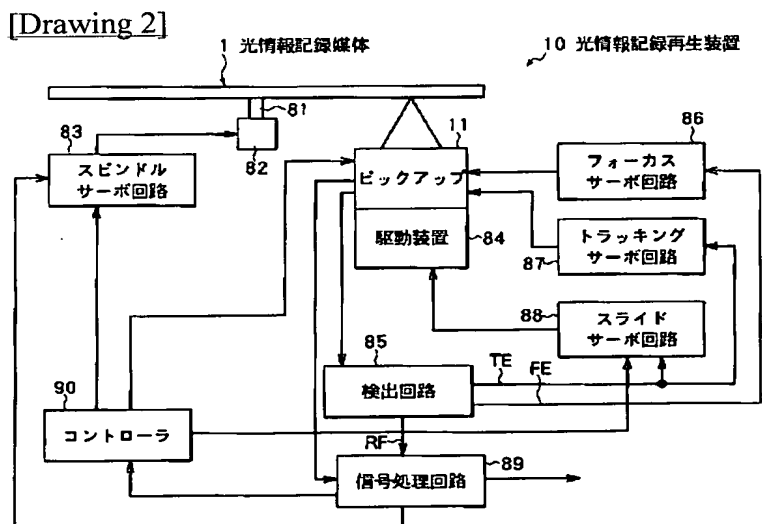 [Drawing 2]
1 光情報記録媒体
10 光情報記録再生装置
81
82
83
スピンドル
サーボ回路
11
ピックアップ
駆動装置
84
86
フォーカス
サーボ回路
トラッキング
サーボ回路
87
88
スライド
サーボ回路
85
検出回路
TE
FE
90
コントローラ
RF
信号処理回路
89